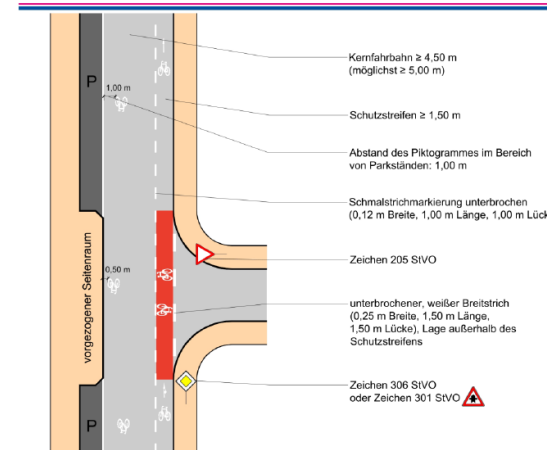 Kernfahrbahn ≥ 4,50 m
(möglichst ≥ 5,00 m)
P
1,00 m
Schutzstreifen ≥ 1,50 m
Abstand des Piktogrammes im Bereich
von Parkständen: 1,00 m
Schmalstrichmarkierung unterbrochen
(0,12 m Breite, 1,00 m Länge, 1,00 m Lück
Zeichen 205 StVO
vorgezogener Seitenraum
0,50 m
unterbrochener, weißer Breitstrich
(0,25 m Breite, 1,50 m Länge,
1,50 m Lücke), Lage außerhalb des
Schutzstreifens
Zeichen 306 StVO
oder Zeichen 301 StVO
P